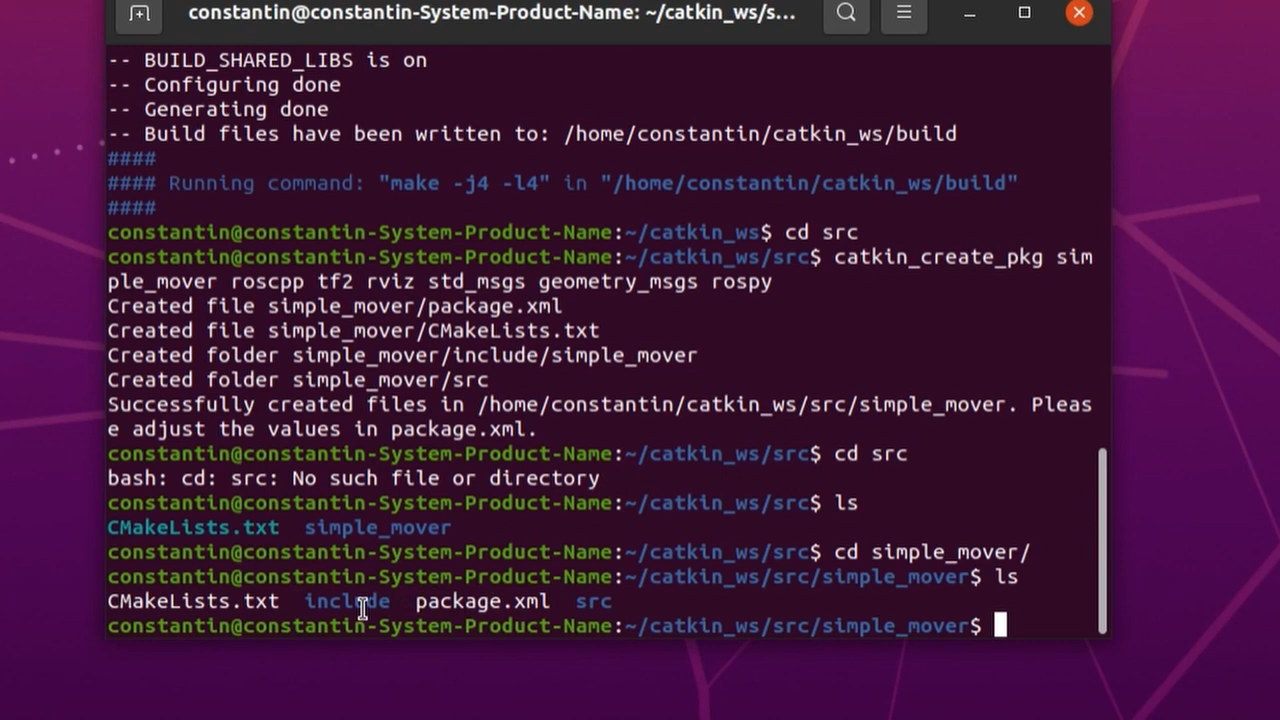 constantin@constantin-System-Product-Name: ~/catkin_ws/s...
-- BUILD_SHARED_LIBS is on
-- Configuring done
-- Generating done
-- Build files have been written to: /home/constantin/catkin_ws/build
####
#### Running command: "make -j4 -l4" in "/home/constantin/catkin_ws/build"
####
constantin@constantin-System-Product-Name:~/catkin_ws$ cd src
constantin@constantin-System-Product-Name:~/catkin_ws/src$ catkin_create_pkg sim
ple_mover roscpp tf2 rviz std_msgs geometry_msgs rospy
Created file simple_mover/package.xml
Created file simple_mover/CMakeLists.txt
Created folder simple_mover/include/simple_mover
Created folder simple_mover/src
Successfully created files in /home/constantin/catkin_ws/src/simple_mover. Pleas
e adjust the values in package.xml.
constantin@constantin-System-Product-Name:~/catkin_ws/src$ cd src
bash: cd: src: No such file or directory
constantin@constantin-System-Product-Name:~/catkin_ws/src$ ls
CMakeLists.txt  simple_mover
constantin@constantin-System-Product-Name:~/catkin_ws/src$ cd simple_mover/
constantin@constantin-System-Product-Name:~/catkin_ws/src/simple_mover$ ls
CMakeLists.txt  include  package.xml  src
constantin@constantin-System-Product-Name:~/catkin_ws/src/simple_mover$